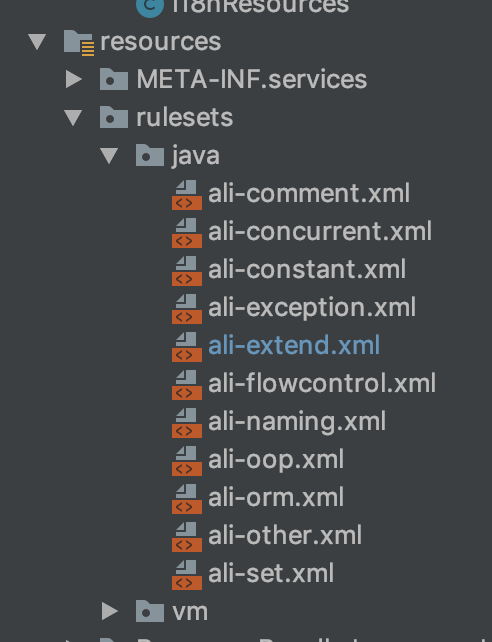 I18nResources
resources
META-INF.services
rulesets
java
ali-comment.xml
ali-concurrent.xml
ali-constant.xml
ali-exception.xml
ali-extend.xml
ali-flowcontrol.xml
ali-naming.xml
ali-oop.xml
ali-orm.xml
ali-other.xml
ali-set.xml
vm